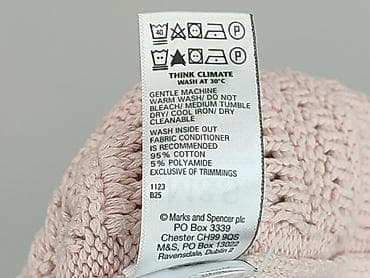 40 P
P
THINK CLIMATE
WASH AT 30°C
GENTLE MACHINE
WARM WASH/ DO NOT
BLEACH/ MEDIUM TUMBLE
DRY/ COOL IRON/ DRY
CLEANABLE
WASH INSIDE OUT
FABRIC CONDITIONER
IS RECOMMENDED
95% COTTON
5% POLYAMIDE
EXCLUSIVE OF TRIMMINGS
1123
D25
© Marks and Spencer plc
PO Box 3339
Chester CH99 9QS
M&S, PO Box 13022
Ravensdale, Dublin 2